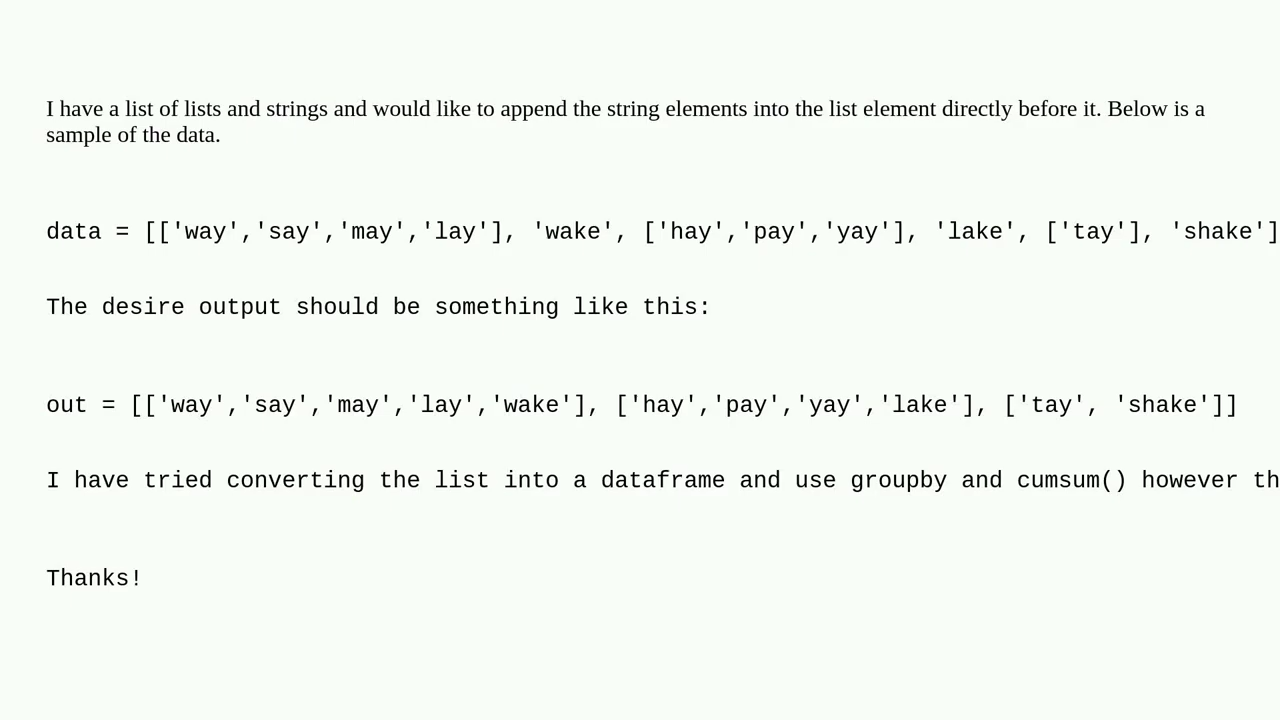 I have a list of lists and strings and would like to append the string elements into the list element directly before it. Below is a
sample of the data.
data = [['way','say','may','lay'], 'wake', ['hay','pay','yay'], 'lake', ['tay'], 'shake']
The desire output should be something like this:
out = [['way','say','may','lay','wake'], ['hay','pay','yay','lake'], ['tay', 'shake']]
I have tried converting the list into a dataframe and use groupby and cumsum() however
Thanks!